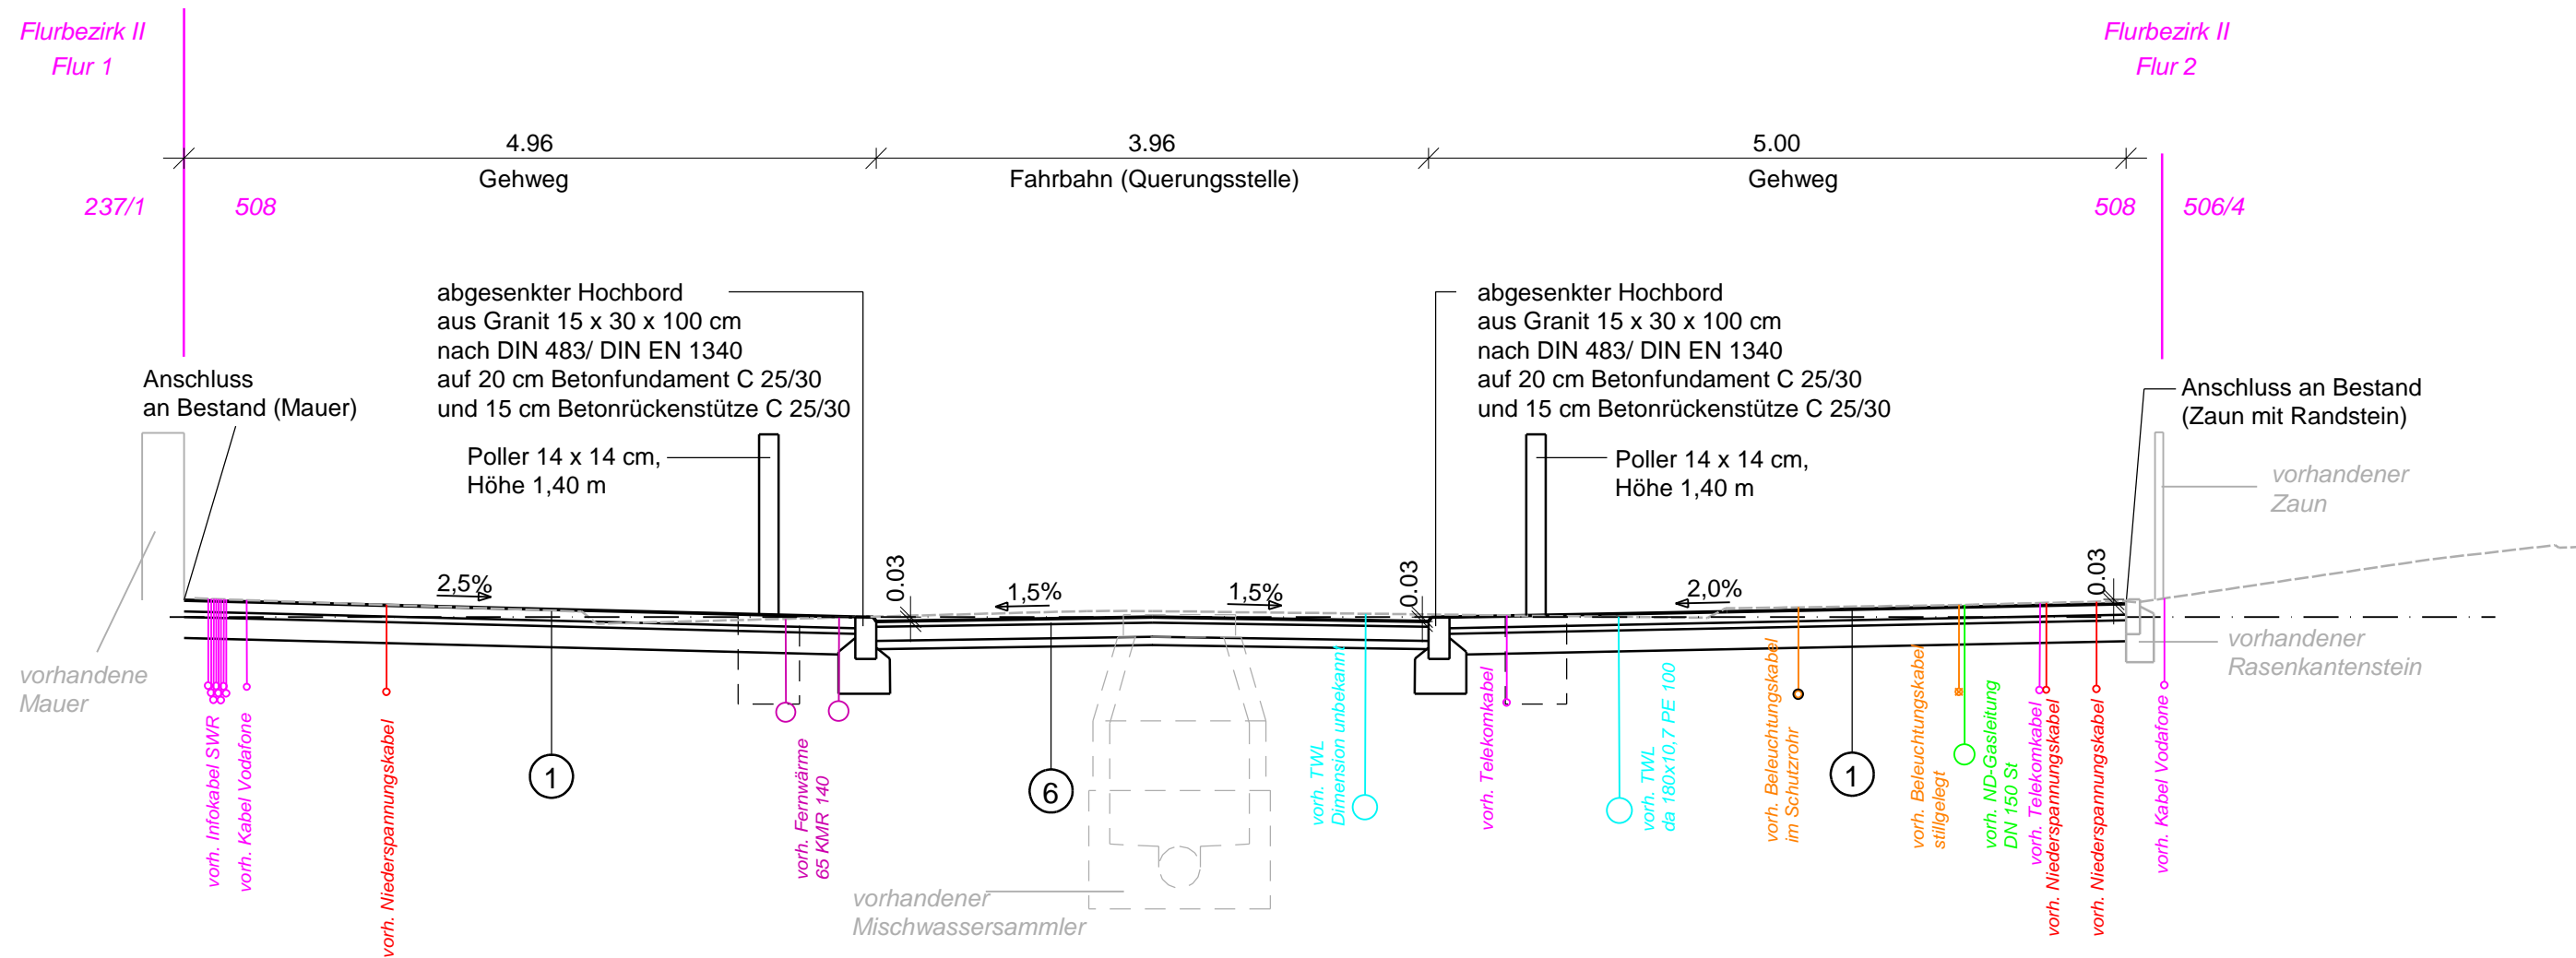 Flurbezirk II
Flur 1
Flurbezirk II
Flur 2
4.96
3.96
5.00
Gehweg
Fahrbahn (Querungsstelle)
Gehweg
237/1
508
508
506/4
abgesenkter Hochbord
aus Granit 15 x 30 x 100 cm
nach DIN 483/ DIN EN 1340
auf 20 cm Betonfundament C 25/30
und 15 cm Betonrückenstütze C 25/30
abgesenkter Hochbord
aus Granit 15 x 30 x 100 cm
nach DIN 483/ DIN EN 1340
auf 20 cm Betonfundament C 25/30
und 15 cm Betonrückenstütze C 25/30
Anschluss
an Bestand (Mauer)
Anschluss an Bestand
(Zaun mit Randstein)
Poller 14 x 14 cm,
Höhe 1,40 m
Poller 14 x 14 cm,
Höhe 1,40 m
vorhandener
Zaun
2,5%
0.03
1,5%
1,5%
0.03
2,0%
0.03
vorhandene
Mauer
vorhandener
Rasenkantenstein
vorh. Infokabel SWR
vorh. Kabel Vodafone
vorh. Niederspannungskabel
1
vorh. Fernwärme
65 KMR 140
6
vorhandener
Mischwassersammler
vorh. TWL
Dimension unbekannt
vorh. Telekomkabel
vorh. TWL
da 180x10,7 PE 100
vorh. Beleuchtungskabel
im Schutzrohr
1
vorh. Beleuchtungskabel
stillgelegt
vorh. ND-Gasleitung
DN 150 St
vorh. Telekomkabel
vorh. Niederspannungskabel
vorh. Niederspannungskabel
vorh. Kabel Vodafone